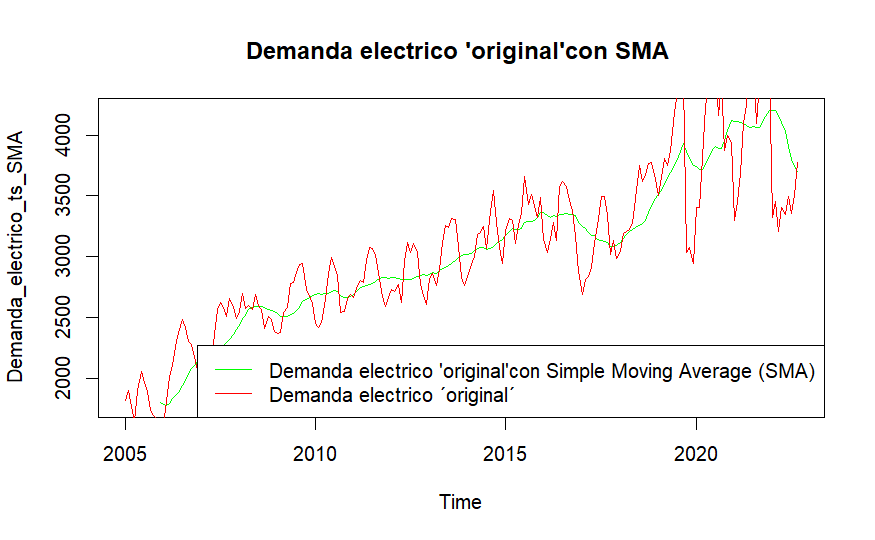 Demanda electrico 'original'con SMA
Demanda_electrico_ts_SMA
4000
3500
3000
2500
2000
Demanda electrico 'original'con Simple Moving Average (SMA)
Demanda electrico ´original´
2005 2010 2015 2020
Time